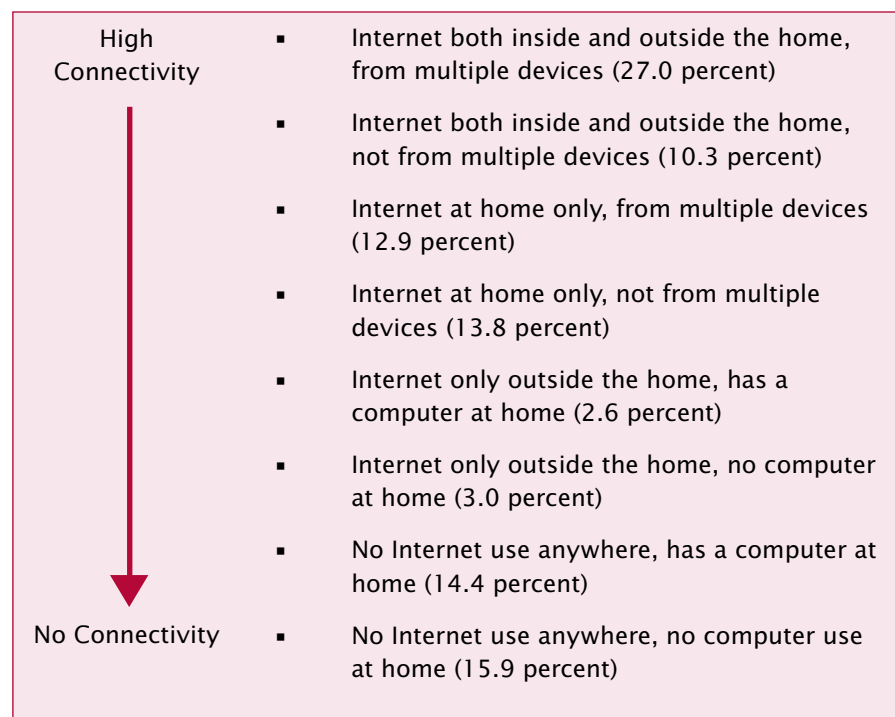 High
Connectivity
▪ Internet both inside and outside the home,
from multiple devices (27.0 percent)
▪ Internet both inside and outside the home,
not from multiple devices (10.3 percent)
▪ Internet at home only, from multiple devices
(12.9 percent)
▪ Internet at home only, not from multiple
devices (13.8 percent)
▪ Internet only outside the home, has a
computer at home (2.6 percent)
▪ Internet only outside the home, no computer
at home (3.0 percent)
▪ No Internet use anywhere, has a computer at
home (14.4 percent)
No Connectivity
▪ No Internet use anywhere, no computer use
at home (15.9 percent)